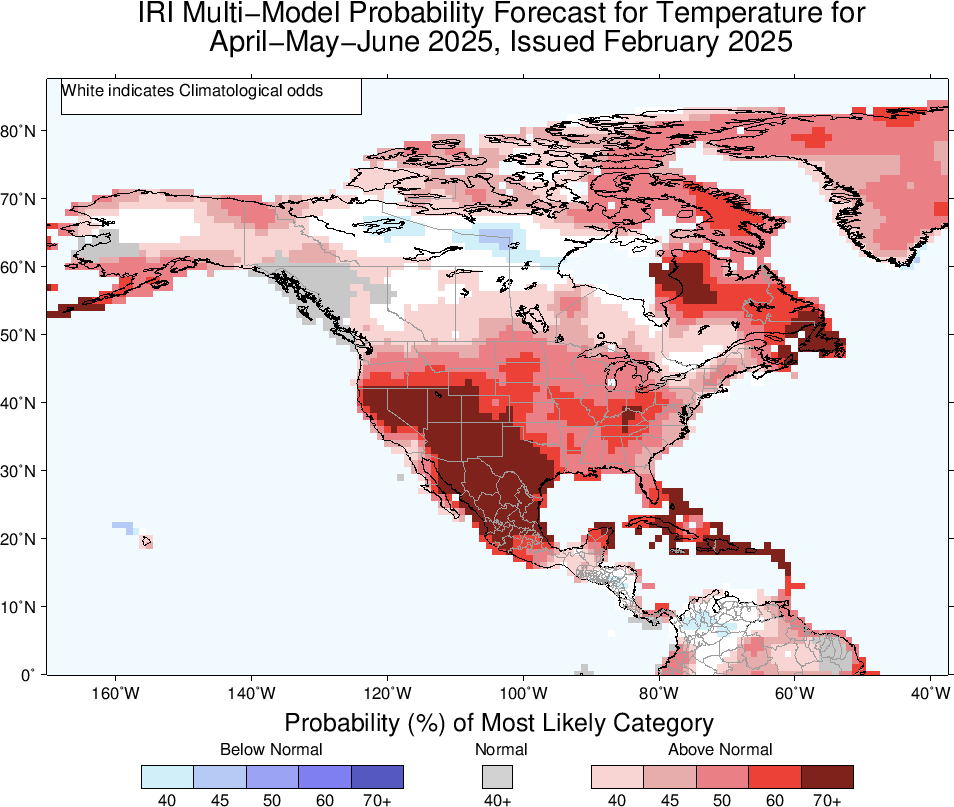 IRI Multi−Model Probability Forecast for Temperature for
April−May−June 2025, Issued February 2025
White indicates Climatological odds
80˚N
70˚N
60˚N
50˚N
40˚N
30˚N
20˚N
10˚N
0˚
160˚W 140˚W 120˚W 100˚W 80˚W 60˚W 40˚W
Probability (%) of Most Likely Category
Below Normal Normal Above Normal
40 45 50 60 70+ 40+ 40 45 50 60 70+